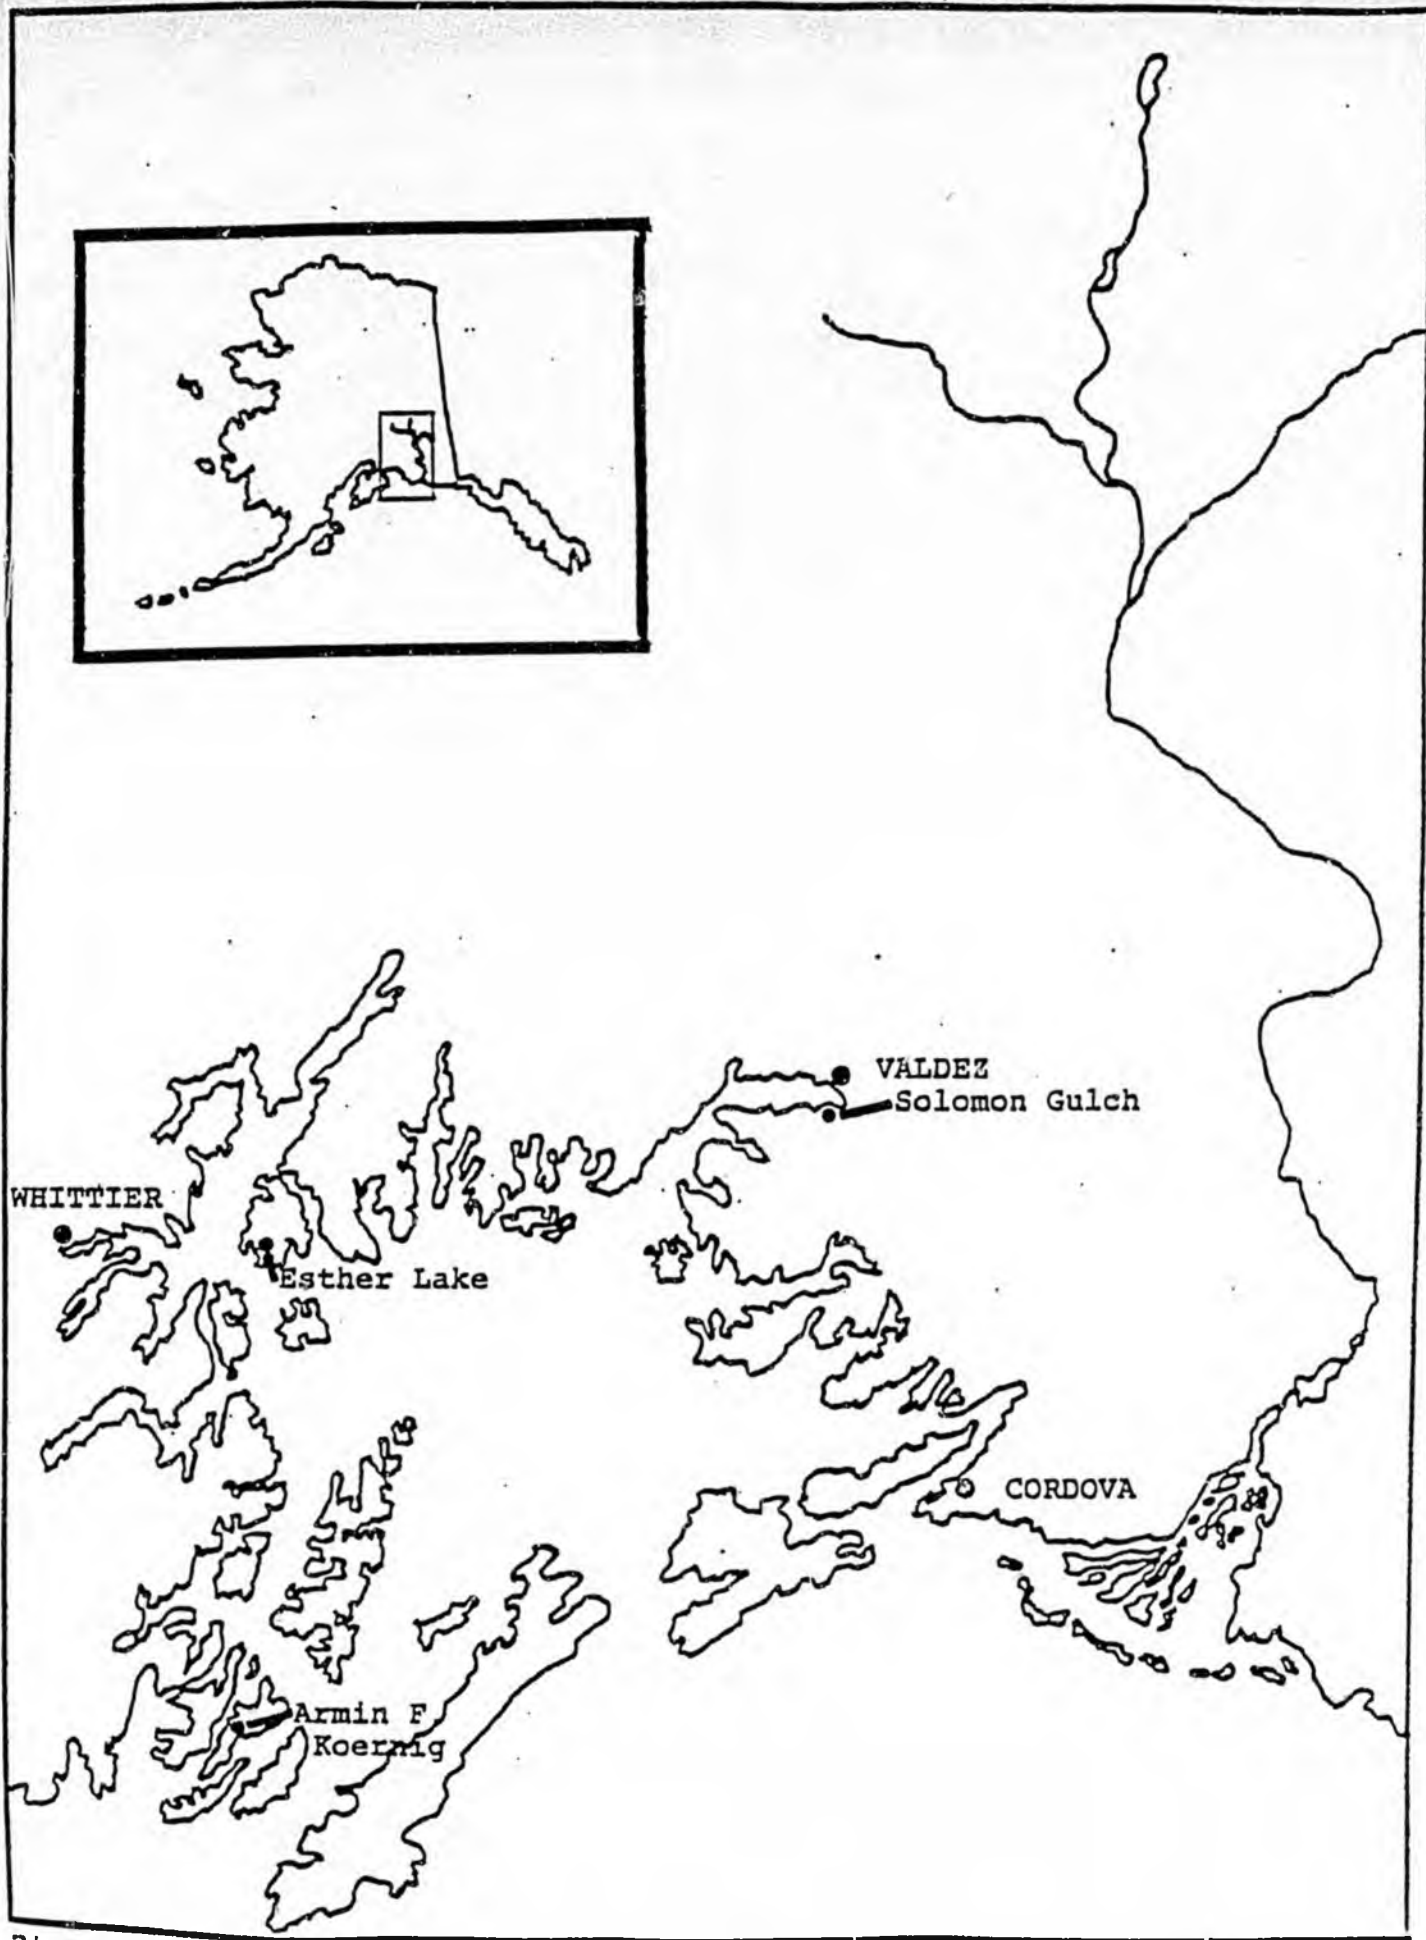 VALDEZ
Solomon Gulch
WHITTIER
Esther Lake
CORDOVA
Armin F
Koernig